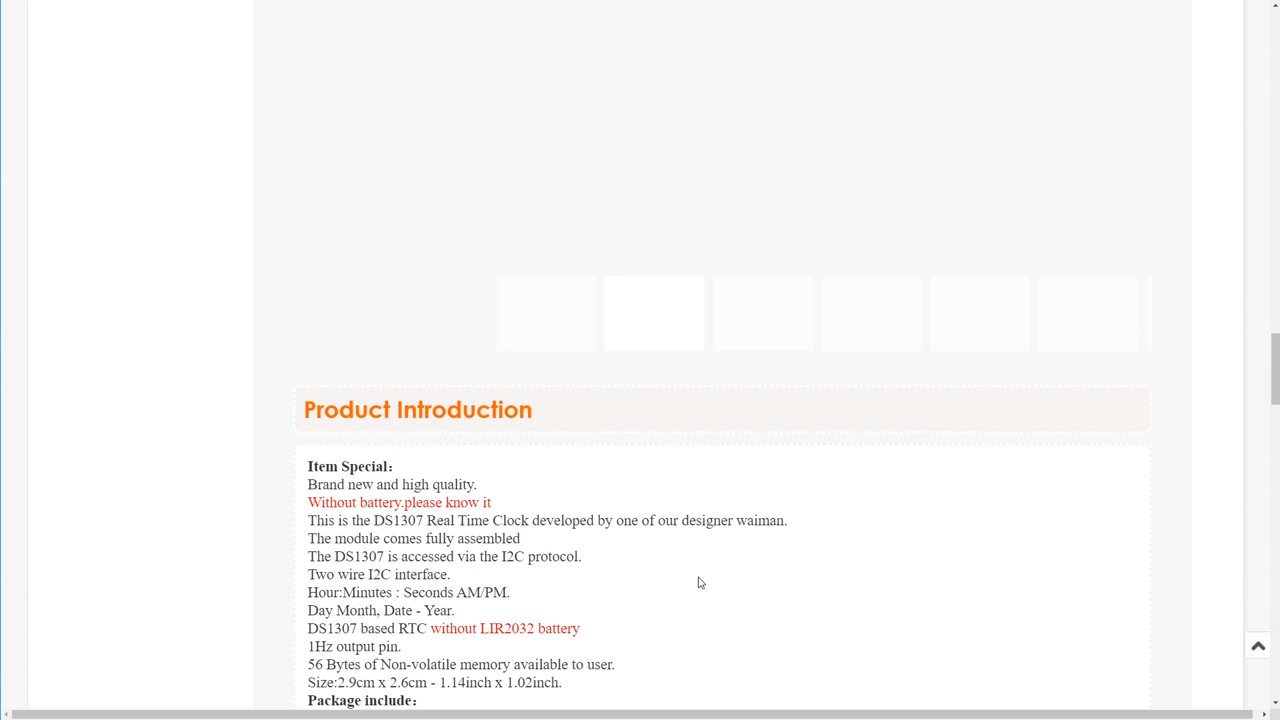 Product Introduction
Item Special：
Brand new and high quality.
Without battery.please know it
This is the DS1307 Real Time Clock developed by one of our designer waiman.
The module comes fully assembled
The DS1307 is accessed via the I2C protocol.
Two wire I2C interface.
Hour:Minutes : Seconds AM/PM.
Day Month, Date - Year.
DS1307 based RTC without LIR2032 battery
1Hz output pin.
56 Bytes of Non-volatile memory available to user.
Size:2.9cm x 2.6cm - 1.14inch x 1.02inch.
Package include：